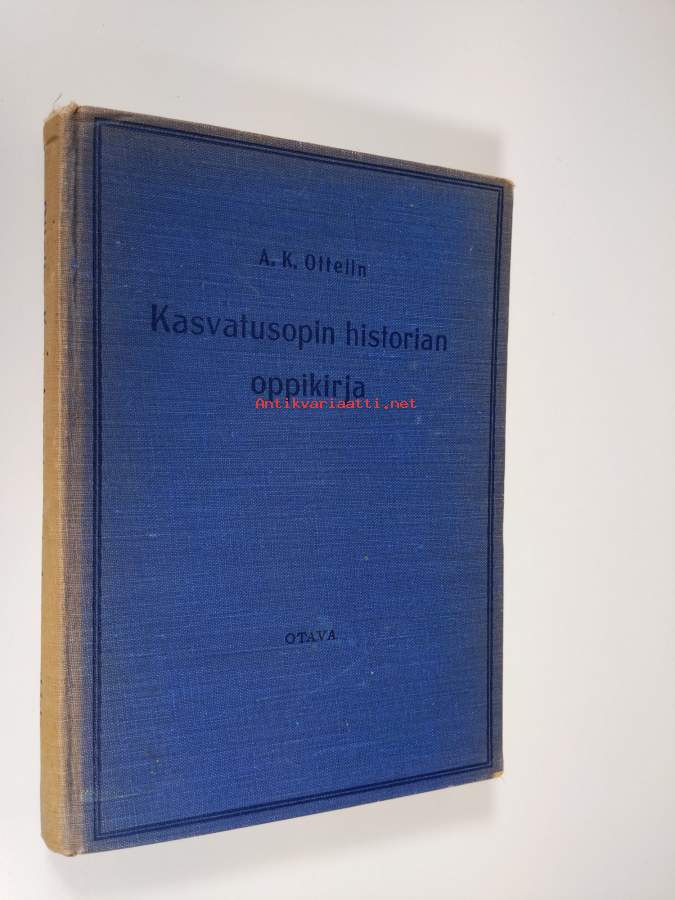 A. K. Ottelin
Kasvatusopin historian
oppikirja
Antikvariaatti.net
OTAVA